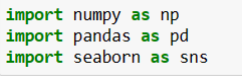 import numpy as np
import pandas as pd
import seaborn as sns